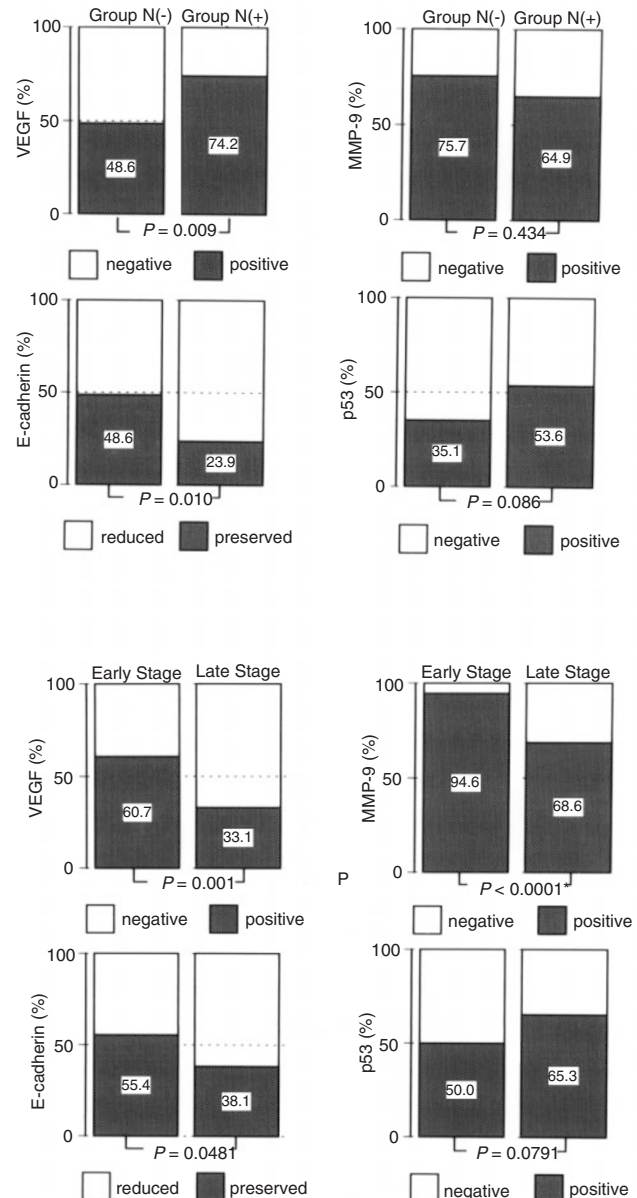 Group N(-) Group N(+)
100
VEGF (%)
50
0
48.6
74.2
P = 0.009
negative positive
Group N(-) Group N(+)
100
MMP-9 (%)
50
0
75.7
64.9
P = 0.434
negative positive
100
E-cadherin (%)
50
0
48.6
23.9
P = 0.010
reduced preserved
100
p53 (%)
50
0
35.1
53.6
P = 0.086
negative positive
Early Stage Late Stage
100
VEGF (%)
50
0
60.7
33.1
P = 0.001
negative positive
P
Early Stage Late Stage
100
MMP-9 (%)
50
0
94.6
68.6
P < 0.0001*
negative positive
100
E-cadherin (%)
50
0
55.4
38.1
P = 0.0481
reduced preserved
100
p53 (%)
50
0
50.0
65.3
P = 0.0791
negative positive